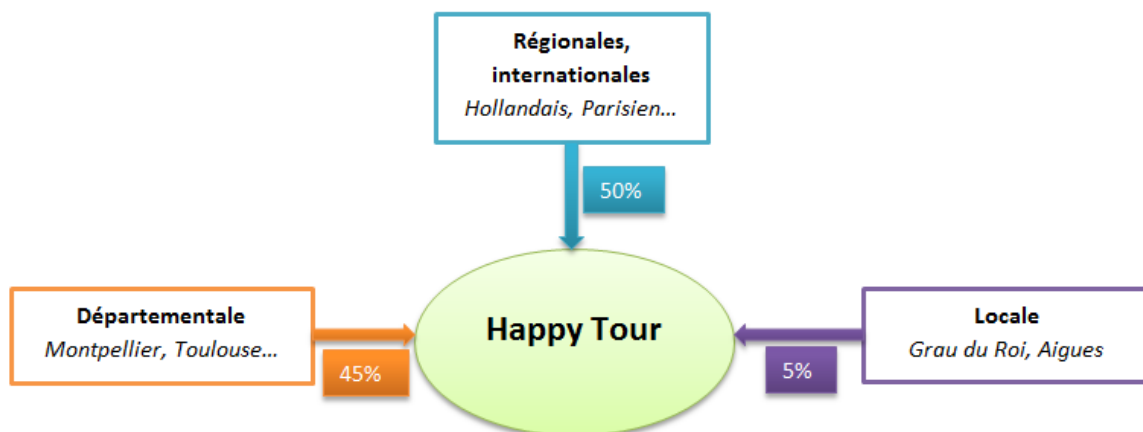 Régionales,
internationales
Hollandais, Parisien...
50%
Départementale
Montpellier, Toulouse...
45%
Happy Tour
Locale
Grau du Roi, Aigues
5%